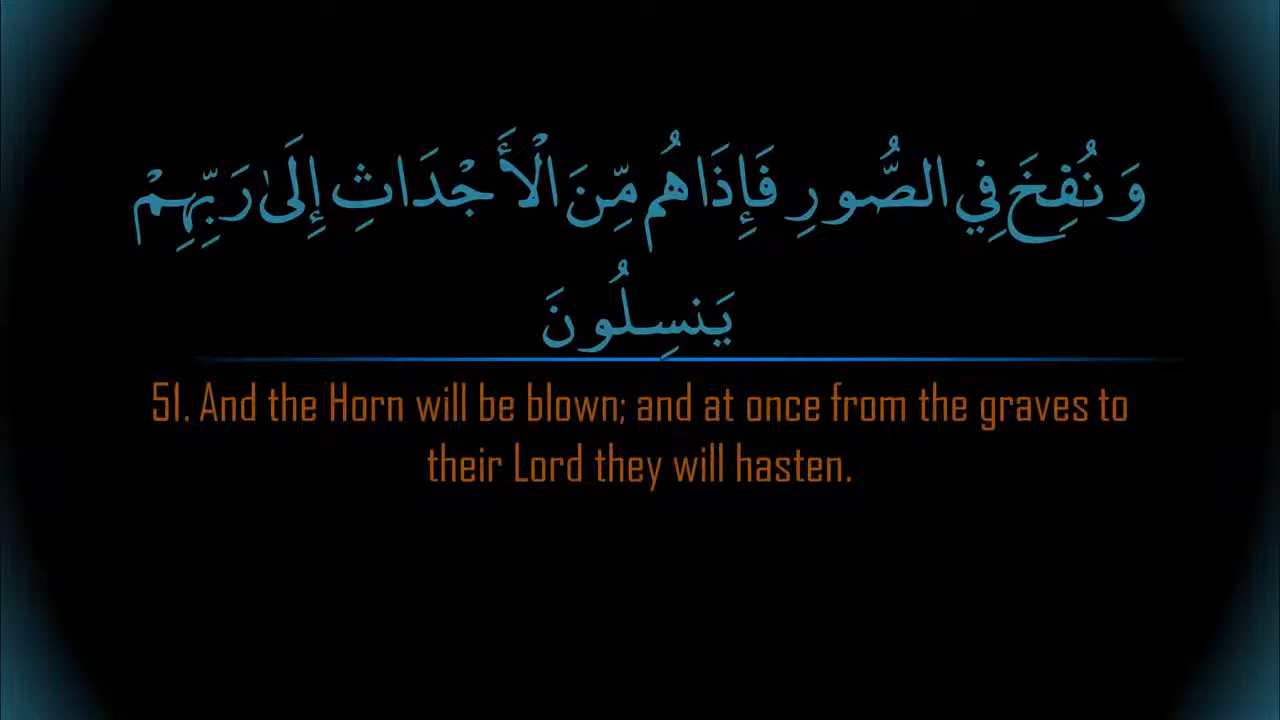 وَنُفِخَ فِي الصُّورِ فَإِذَا هُم مِّنَ الْأَجْدَاثِ إِلَىٰ رَبِّهِمْ
يَنسِلُونَ
51. And the Horn will be blown; and at once from the graves to
their Lord they will hasten.